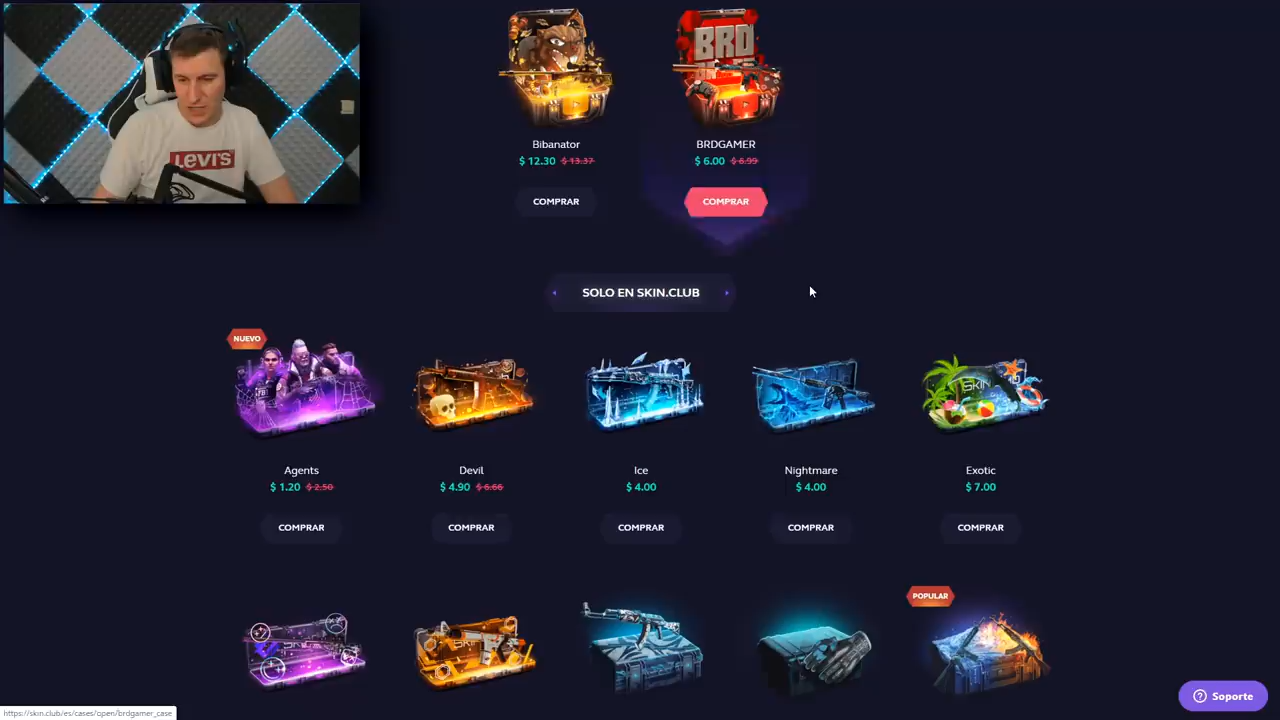 LEVI'S
BRD
Bibanator
$ 12.30 $ 13.37
COMPRAR
BRDGAMER
$ 6.00 $ 6.99
COMPRAR
SOLO EN SKIN.CLUB
NUEVO
Agents
$ 1.20 $ 2.50
COMPRAR
Devil
$ 4.90 $ 6.66
COMPRAR
Ice
$ 4.00
COMPRAR
Nightmare
$ 4.00
COMPRAR
SKIN
Exotic
$ 7.00
COMPRAR
POPULAR
Soporte
https://skin.club/es/cases/open/brdgamer_case